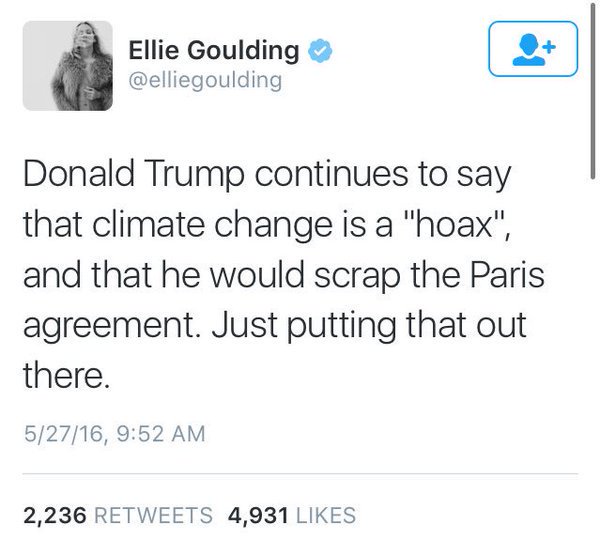 Ellie Goulding
@elliegoulding
Donald Trump continues to say
that climate change is a "hoax",
and that he would scrap the Paris
agreement. Just putting that out
there.
5/27/16, 9:52 AM
2,236 RETWEETS 4,931 LIKES